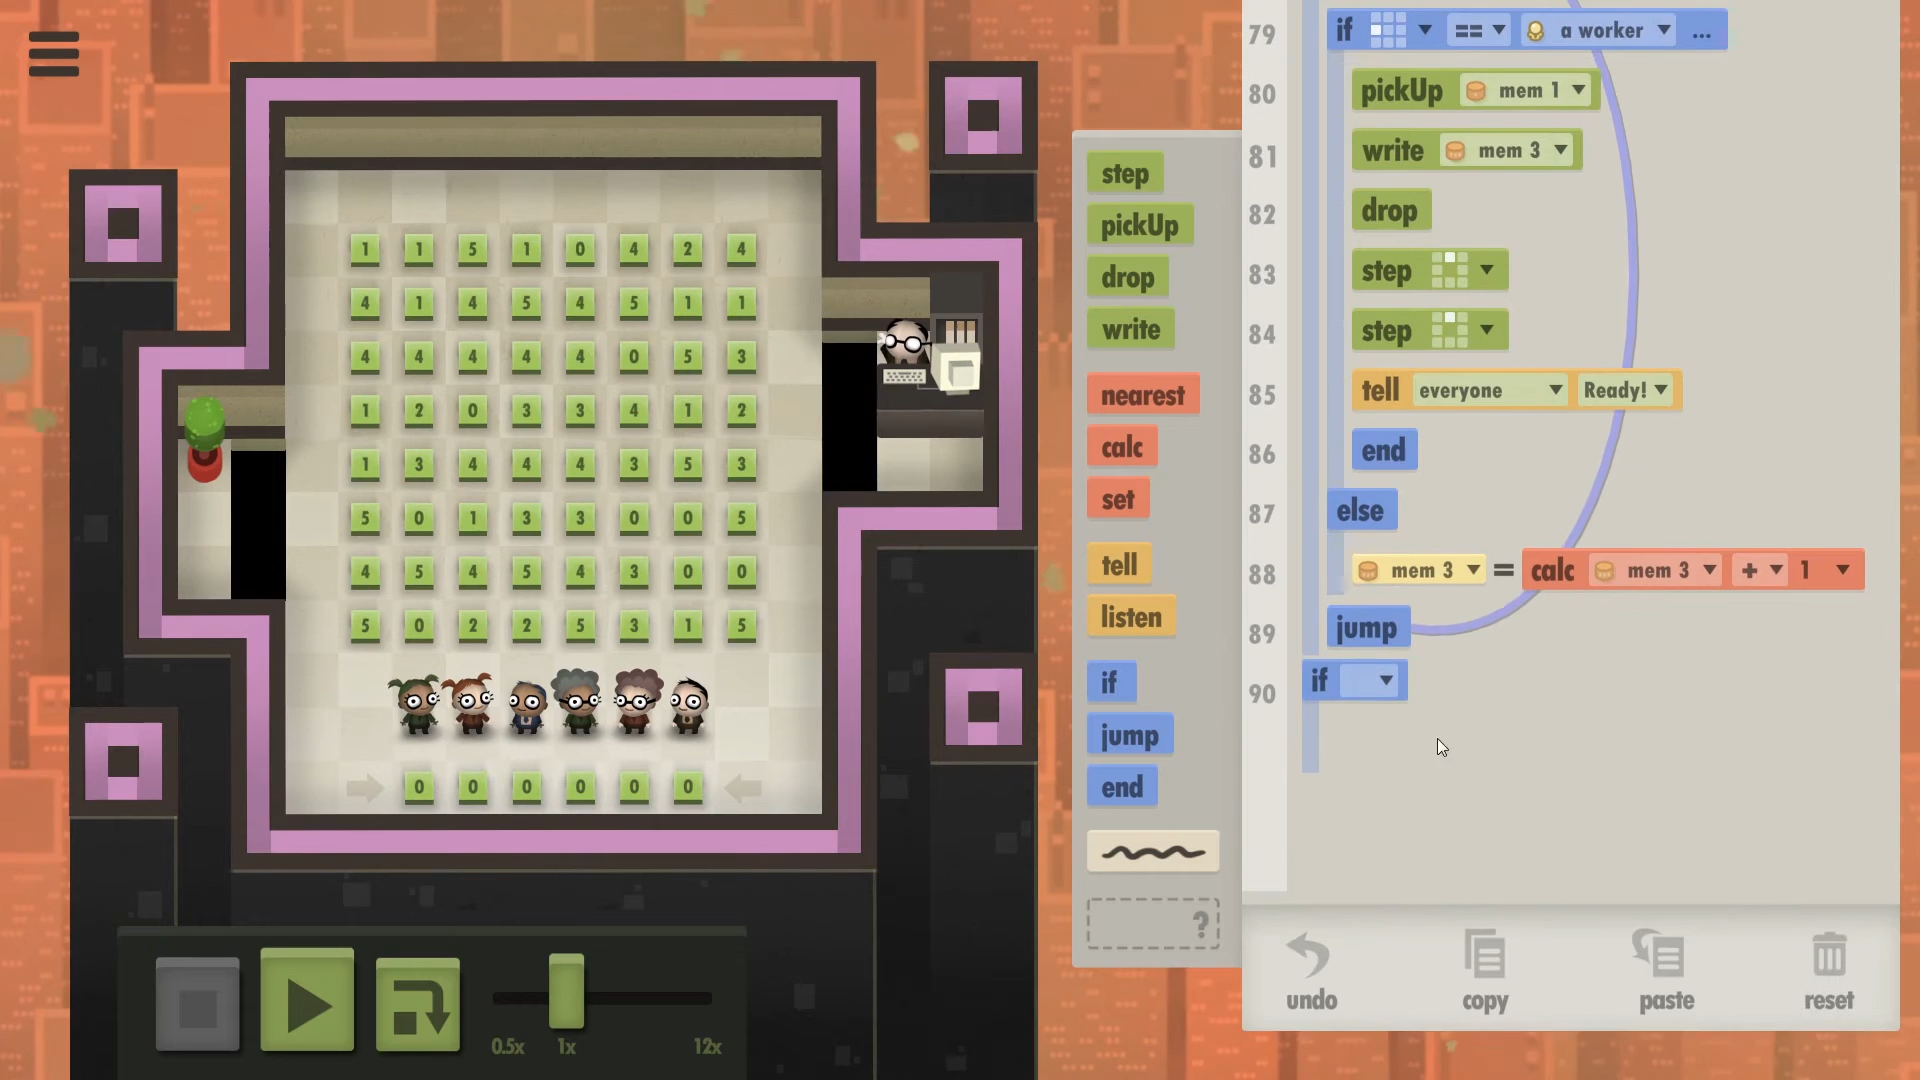 1 1 5 1 0 4 2 4
4 1 4 5 4 5 1 1
4 4 4 4 4 0 5 3
1 2 0 3 3 4 1 2
1 3 4 4 4 3 5 3
5 0 1 3 3 0 0 5
4 5 4 5 4 3 0 0
5 0 2 2 5 3 1 5
0 0 0 0 0 0
0.5x 1x 12x
step
pickUp
drop
write
nearest
calc
set
tell
listen
if
jump
end
?
79 if == a worker ...
80 pickUp mem 1
81 write mem 3
82 drop
83 step
84 step
85 tell everyone Ready!
86 end
87 else
88 mem 3 = calc mem 3 + 1
89 jump
90 if
undo copy paste reset